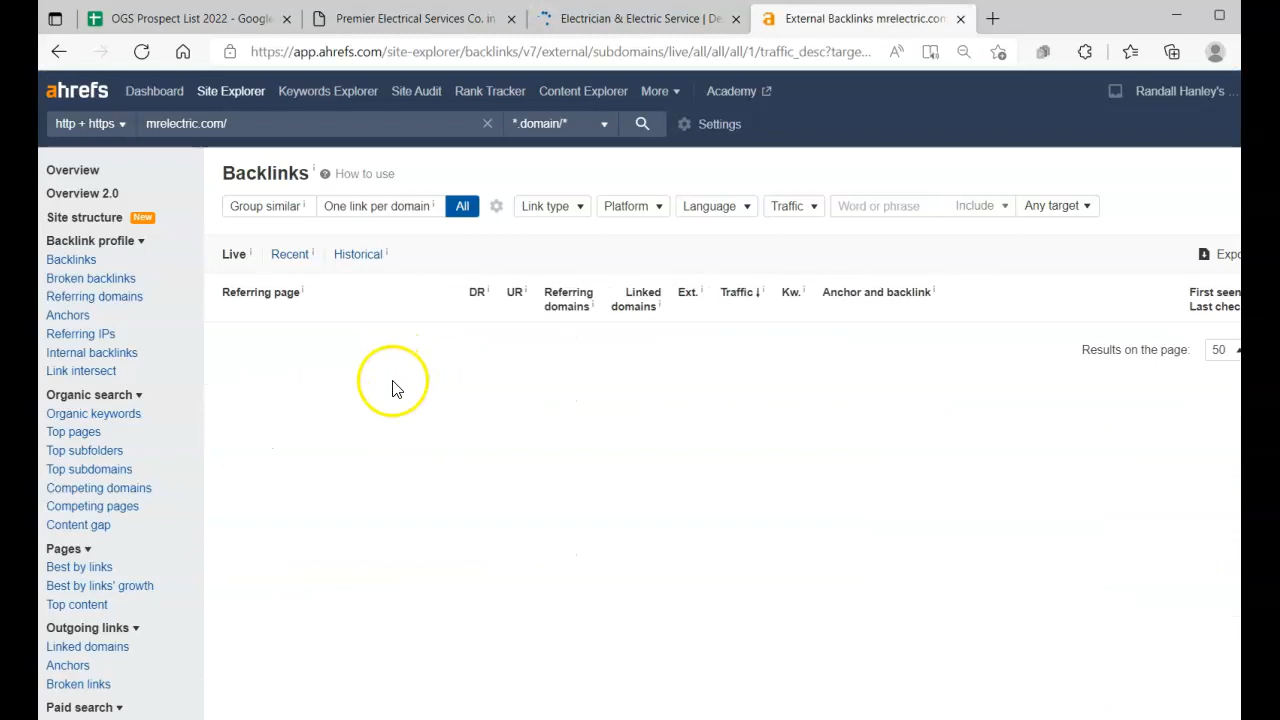 OGS Prospect List 2022 - Google
Premier Electrical Services Co. in
Electrician & Electric Service | De
External Backlinks mrelectric.com
https://app.ahrefs.com/site-explorer/backlinks/v7/external/subdomains/live/all/all/all/1/traffic_desc?targe...
ahrefs Dashboard Site Explorer Keywords Explorer Site Audit Rank Tracker Content Explorer More Academy Randall Hanley's ...
http + https mrelectric.com/ *.domain/* Settings
Overview
Overview 2.0
Site structure New
Backlink profile
Backlinks
Broken backlinks
Referring domains
Anchors
Referring IPs
Internal backlinks
Link intersect
Organic search
Organic keywords
Top pages
Top subfolders
Top subdomains
Competing domains
Competing pages
Content gap
Pages
Best by links
Best by links' growth
Top content
Outgoing links
Linked domains
Anchors
Broken links
Paid search
Backlinks i ? How to use
Group similar i One link per domain i All Link type Platform Language Traffic Word or phrase Include Any target
Live i Recent i Historical i Expo
Referring page i DR i UR i Referring domains i Linked domains i Ext. i Traffic ↓ i Kw. i Anchor and backlink i First seen
Last chec
Results on the page: 50